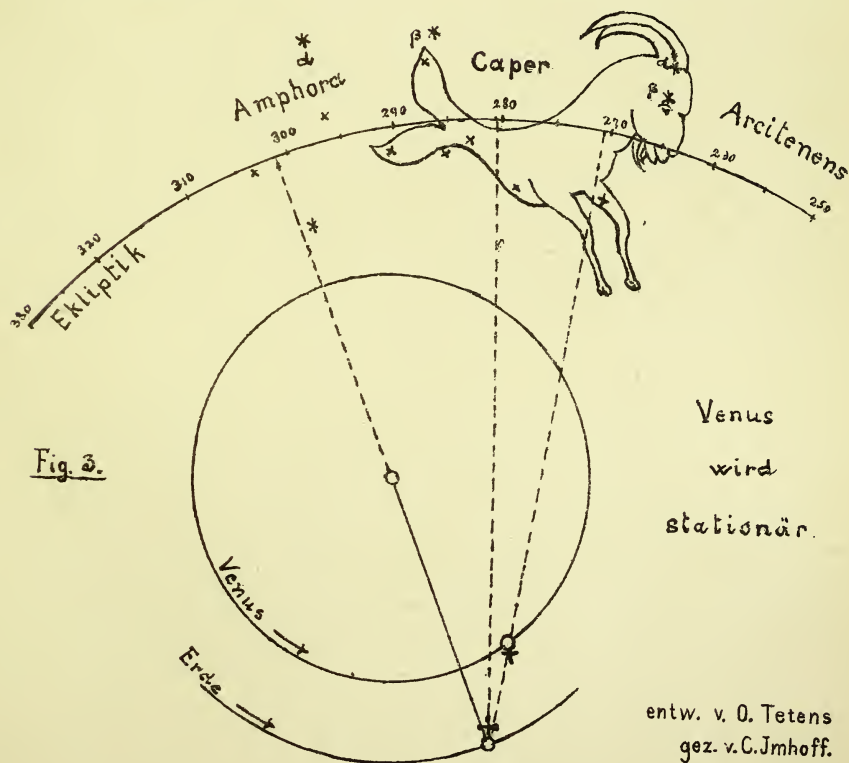 β
α
Caper
α
β
Amphora
Arcitenens
330
320
310
300
290
280
270
260
250
Ekliptik
Fig. 3.
Venus
wird
stationär.
Venus
Erde
entw. v. O. Tetens
gez. v. C. Jmhoff.